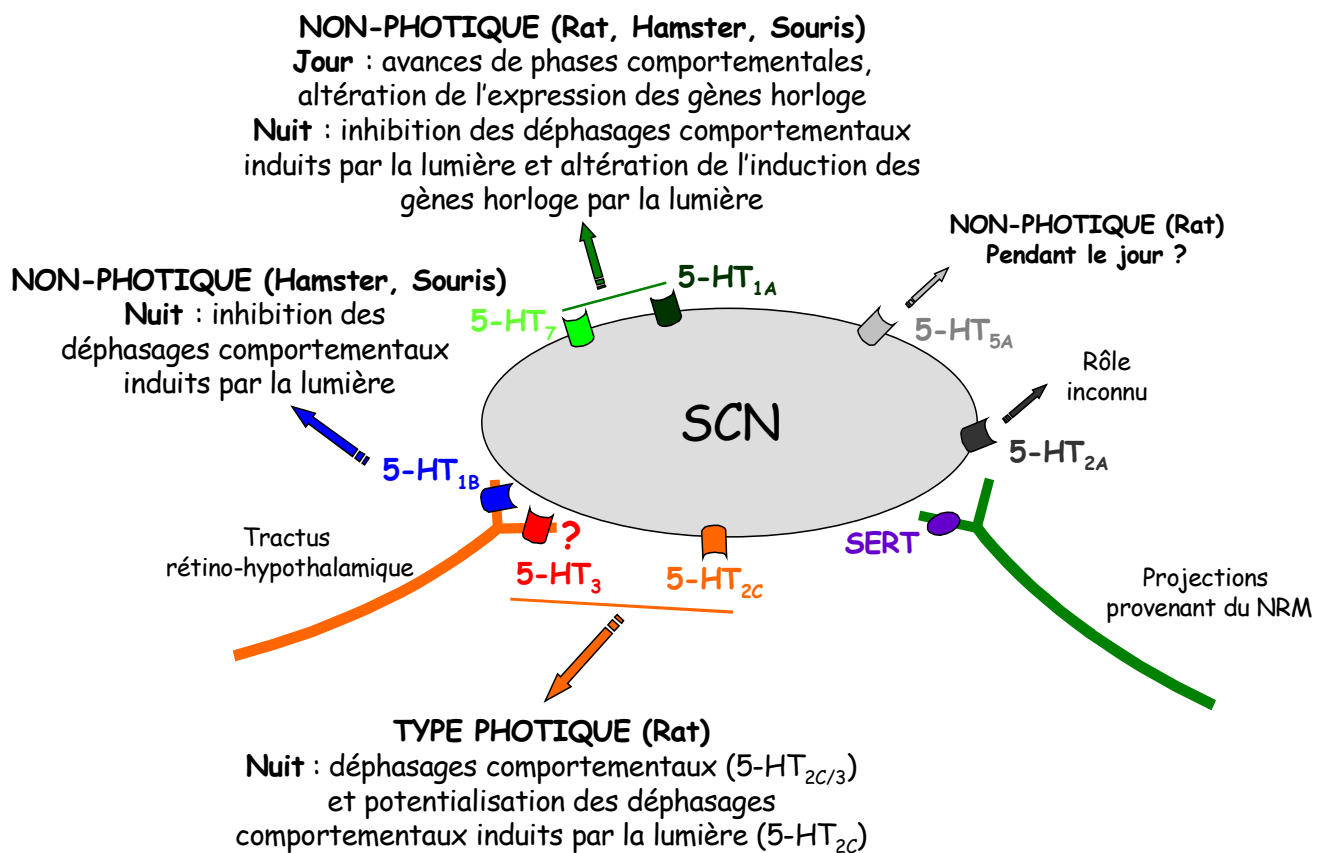 NON-PHOTIQUE (Rat, Hamster, Souris)
Jour : avances de phases comportementales,
altération de l'expression des gènes horloge
Nuit : inhibition des déphasages comportementaux
induits par la lumière et altération de l'induction des
gènes horloge par la lumière
NON-PHOTIQUE (Rat)
Pendant le jour ?
NON-PHOTIQUE (Hamster, Souris)
Nuit : inhibition des
déphasages comportementaux
induits par la lumière
5-HT1A
5-HT7
5-HT5A
Rôle
inconnu
SCN
5-HT2A
5-HT1B
Tractus
rétino-hypothalamique
?
5-HT3
5-HT2C
SERT
Projections
provenant du NRM
TYPE PHOTIQUE (Rat)
Nuit : déphasages comportementaux (5-HT2C/3)
et potentialisation des déphasages
comportementaux induits par la lumière (5-HT2C)